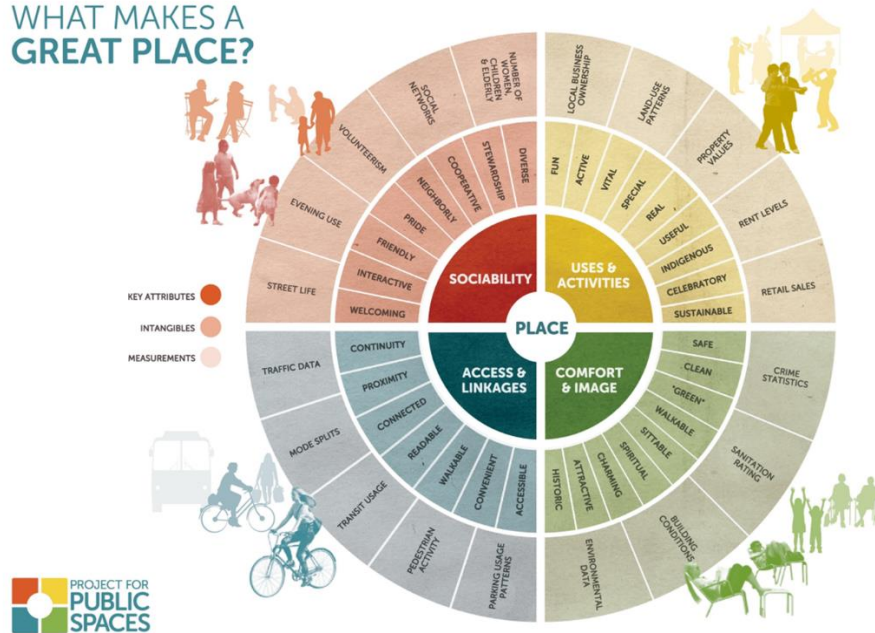 WHAT MAKES A
GREAT PLACE?
NUMBER OF
WOMEN,
CHILDREN
& ELDERLY
SOCIAL
NETWORKS
VOLUNTEERISM
EVENING USE
STREET LIFE
LOCAL BUSINESS
OWNERSHIP
LAND-USE
PATTERNS
PROPERTY
VALUES
RENT LEVELS
RETAIL SALES
DIVERSE
STEWARDSHIP
COOPERATIVE
NEIGHBORLY
PRIDE
FRIENDLY
INTERACTIVE
WELCOMING
FUN
ACTIVE
VITAL
SPECIAL
REAL
USEFUL
INDIGENOUS
CELEBRATORY
SUSTAINABLE
SOCIABILITY
USES &
ACTIVITIES
KEY ATTRIBUTES
INTANGIBLES
MEASUREMENTS
PLACE
ACCESS &
LINKAGES
COMFORT
& IMAGE
CONTINUITY
PROXIMITY
CONNECTED
READABLE
WALKABLE
CONVENIENT
ACCESSIBLE
SAFE
CLEAN
"GREEN"
WALKABLE
SITTABLE
SPIRITUAL
CHARMING
ATTRACTIVE
HISTORIC
TRAFFIC DATA
MODE SPLITS
TRANSIT USAGE
PEDESTRIAN
ACTIVITY
PARKING USAGE
PATTERNS
CRIME
STATISTICS
SANITATION
RATING
BUILDING
CONDITIONS
ENVIRONMENTAL
DATA
PROJECT FOR
PUBLIC
SPACES